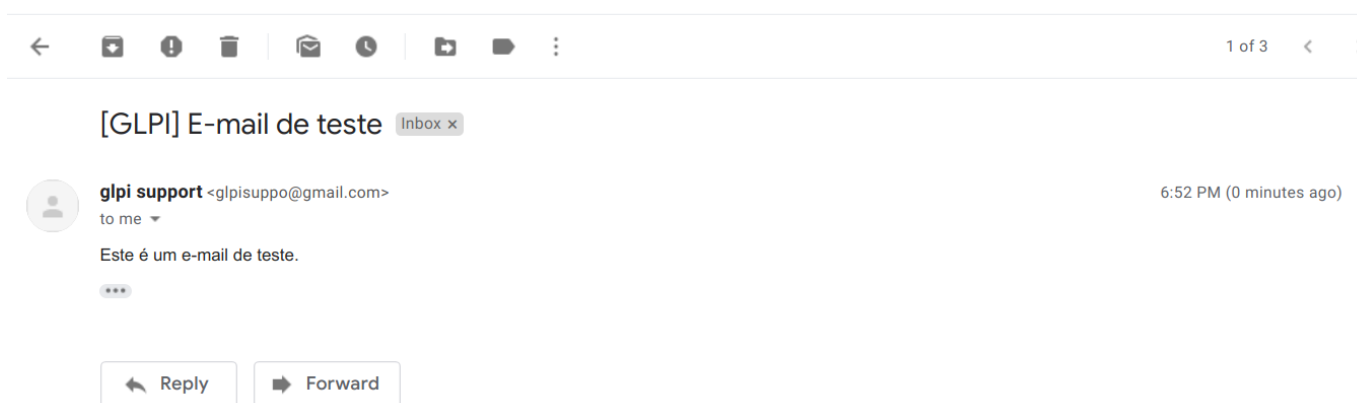 1 of 3
[GLPI] E-mail de teste Inbox x
glpi support <glpisuppo@gmail.com> 6:52 PM (0 minutes ago)
to me
Este é um e-mail de teste.
Reply Forward